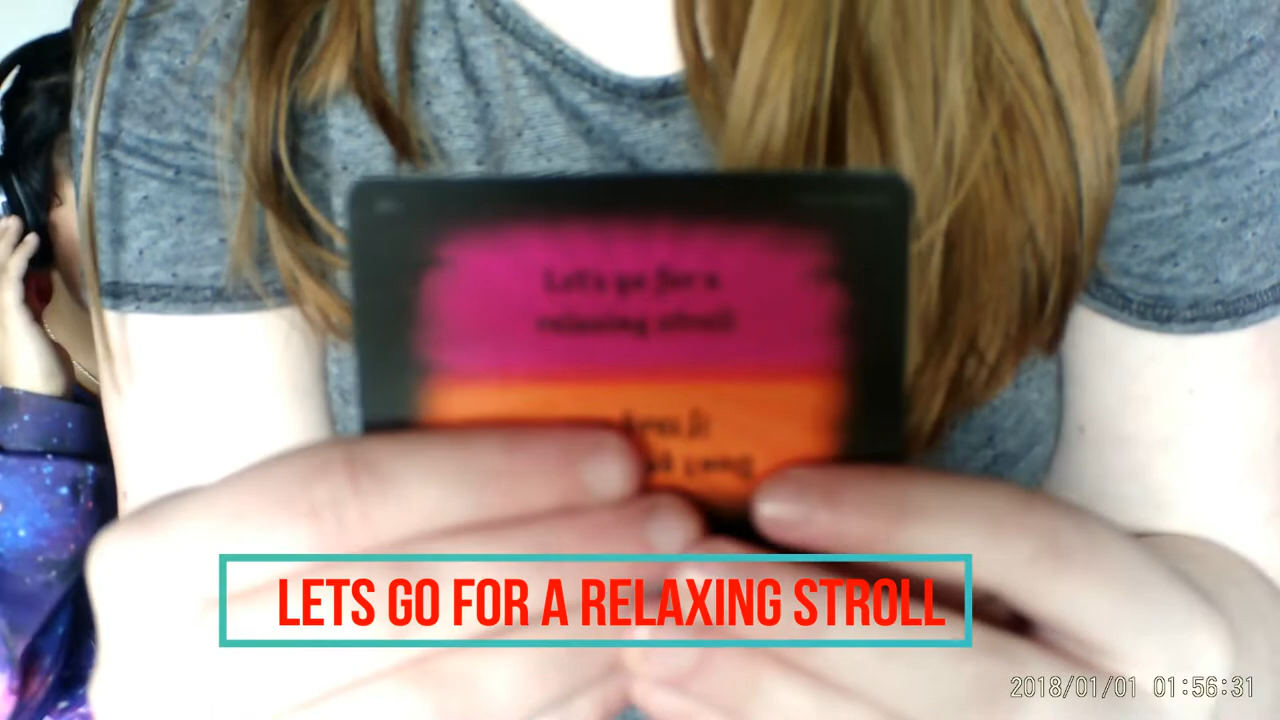 Let's go for a
relaxing stroll
LETS GO FOR A RELAXING STROLL
2018/01/01 01:56:31